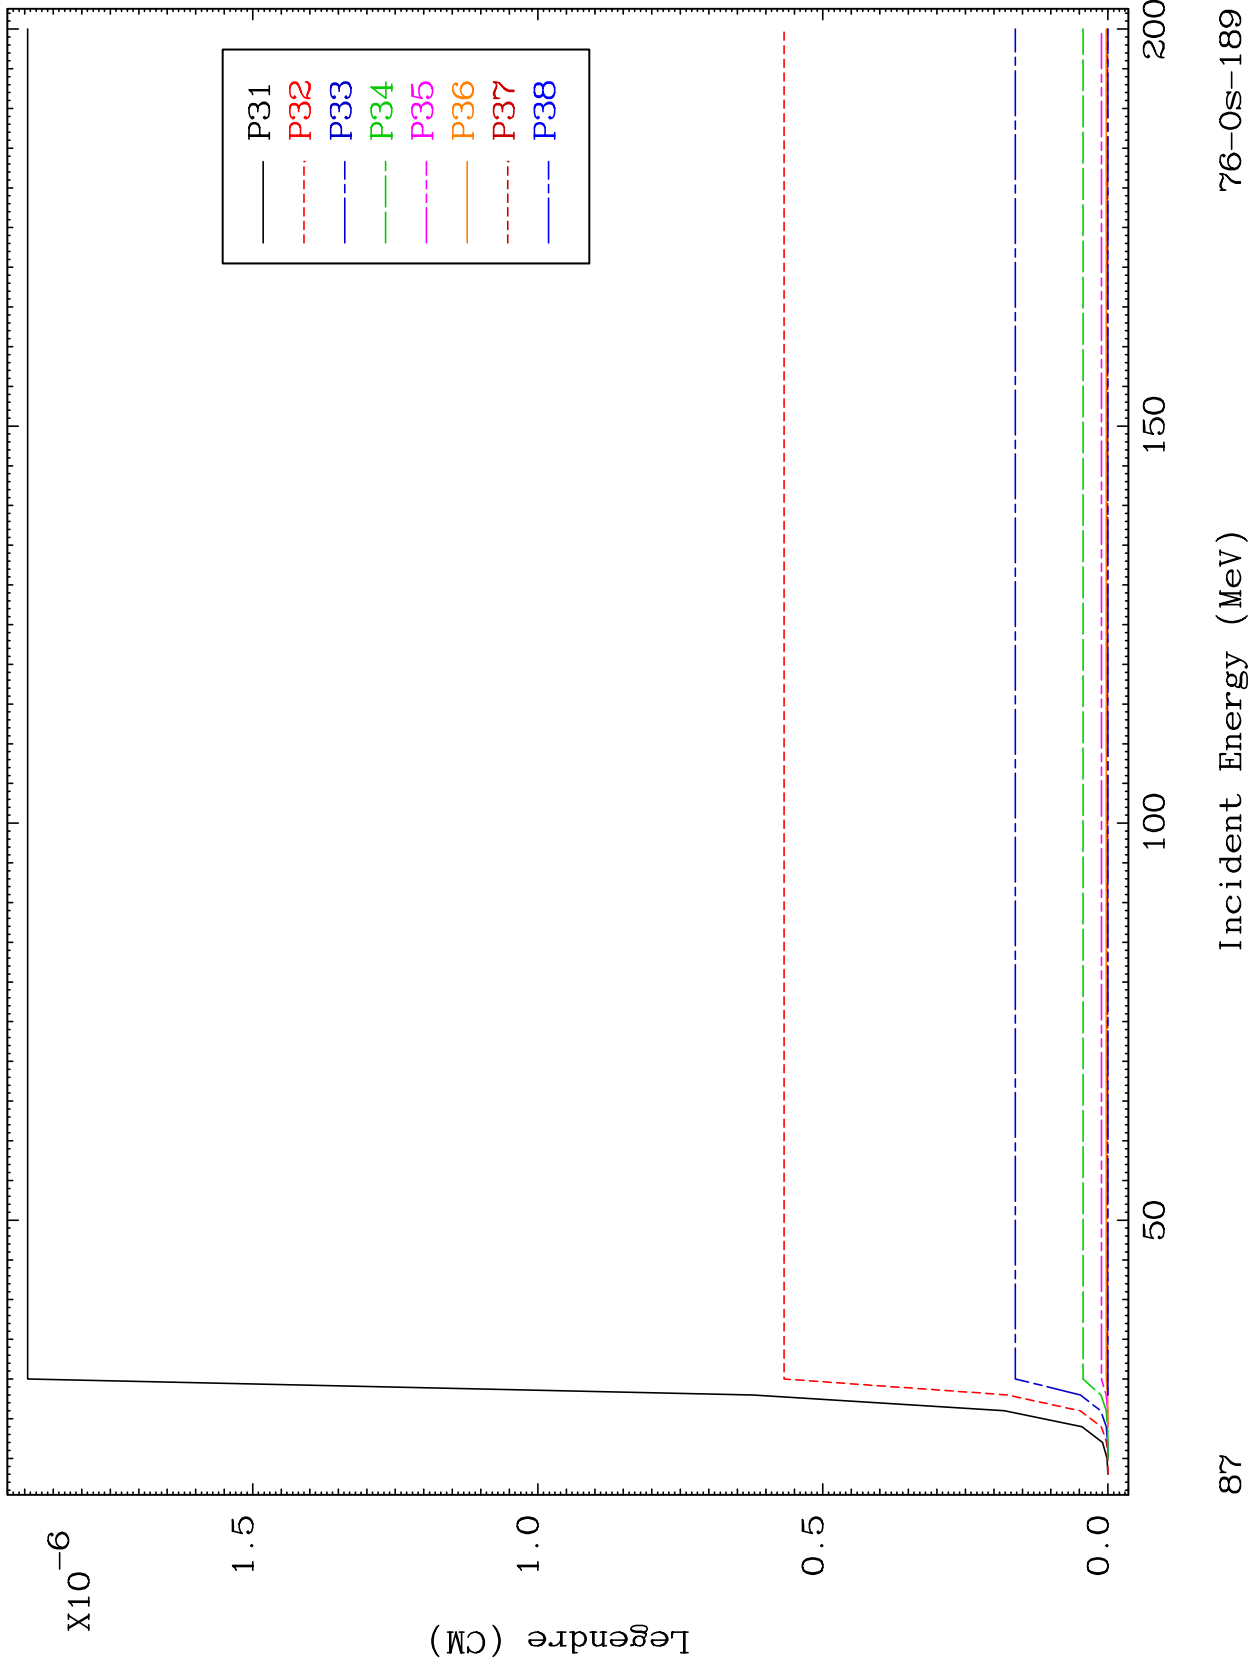 X10-6
1.5
1.0
0.5
0.0
Legendre (CM)
P31
P32
P33
P34
P35
P36
P37
P38
50
100
150
200
Incident Energy (MeV)
87
76-Os-189